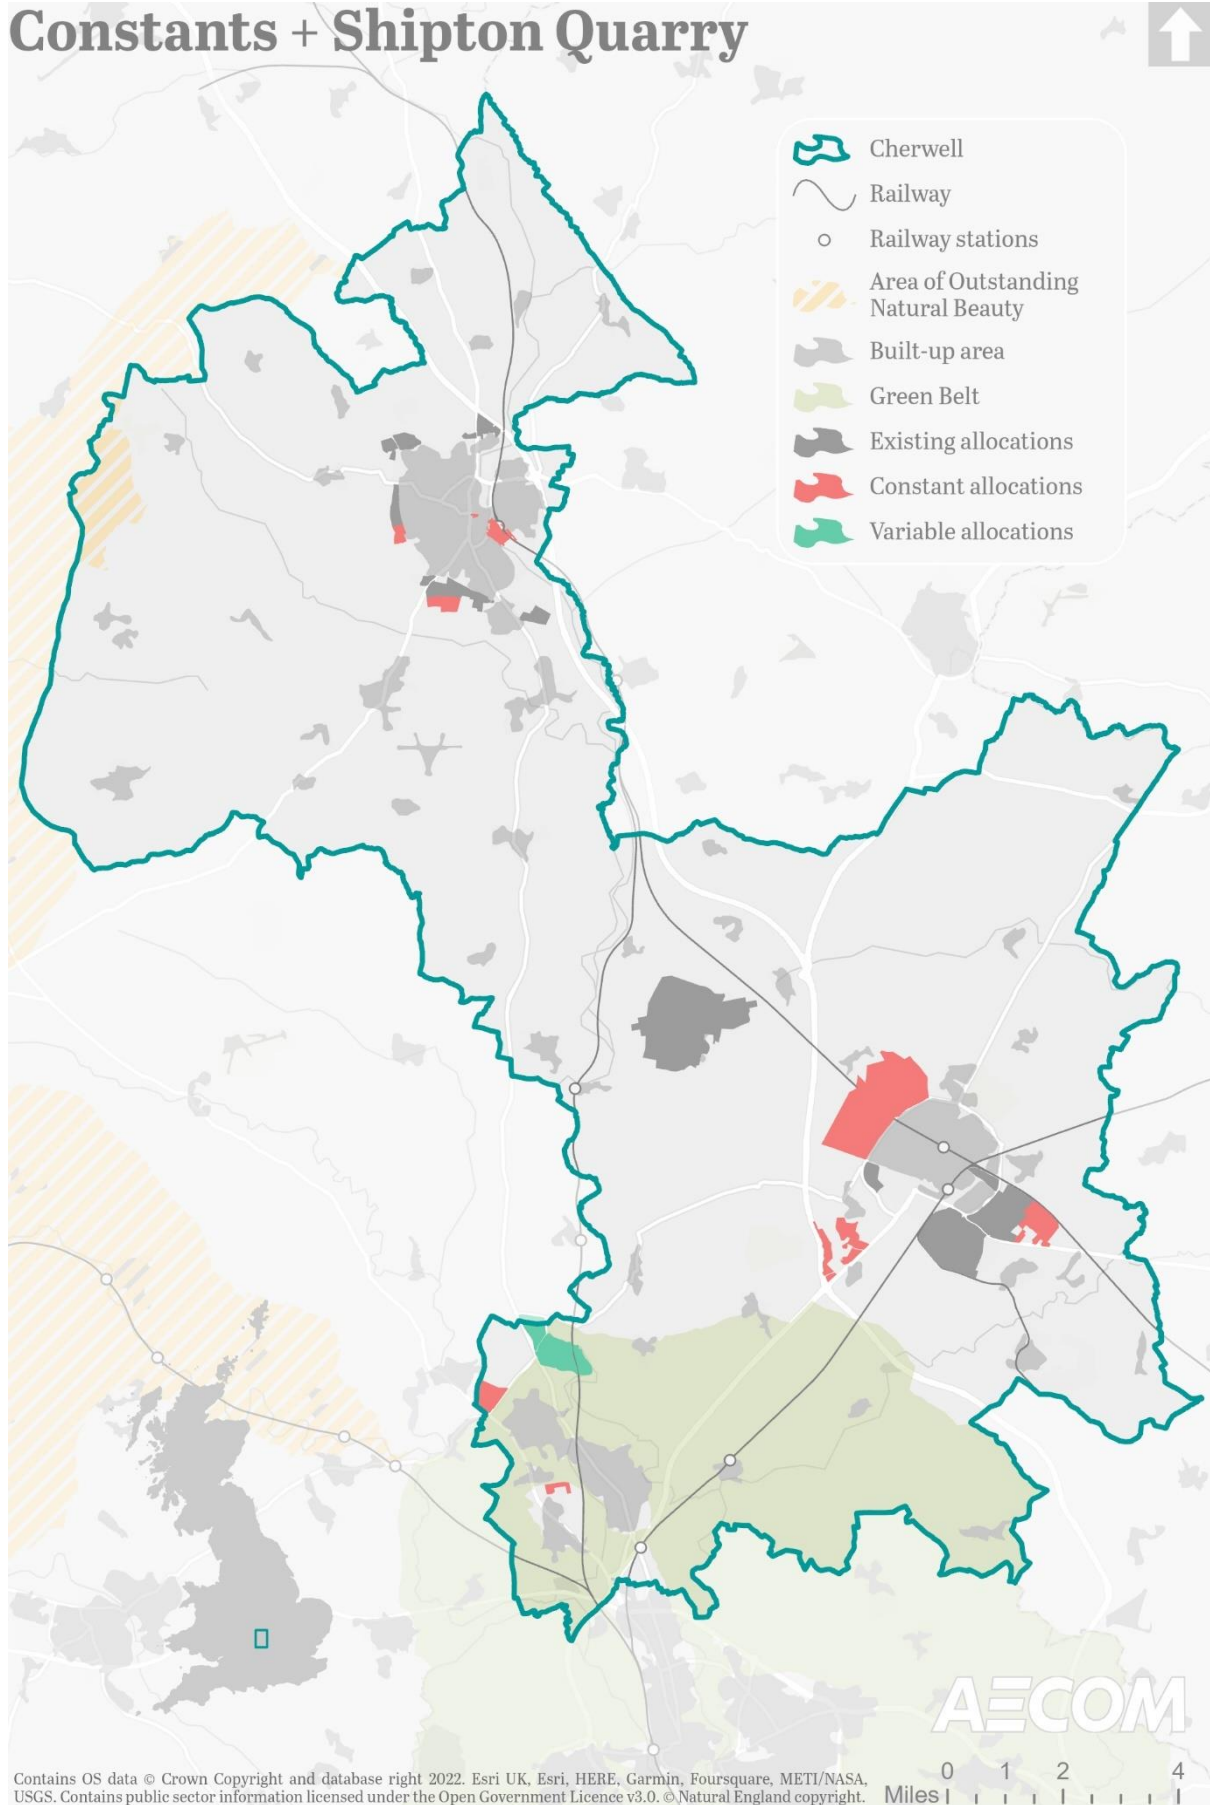 Constants + Shipton Quarry
Cherwell
Railway
Railway stations
Area of Outstanding
Natural Beauty
Built-up area
Green Belt
Existing allocations
Constant allocations
Variable allocations
AECOM
0 1 2 4
Miles
Contains OS data © Crown Copyright and database right 2022. Esri UK, Esri, HERE, Garmin, Foursquare, METI/NASA,
USGS. Contains public sector information licensed under the Open Government Licence v3.0. © Natural England copyright.